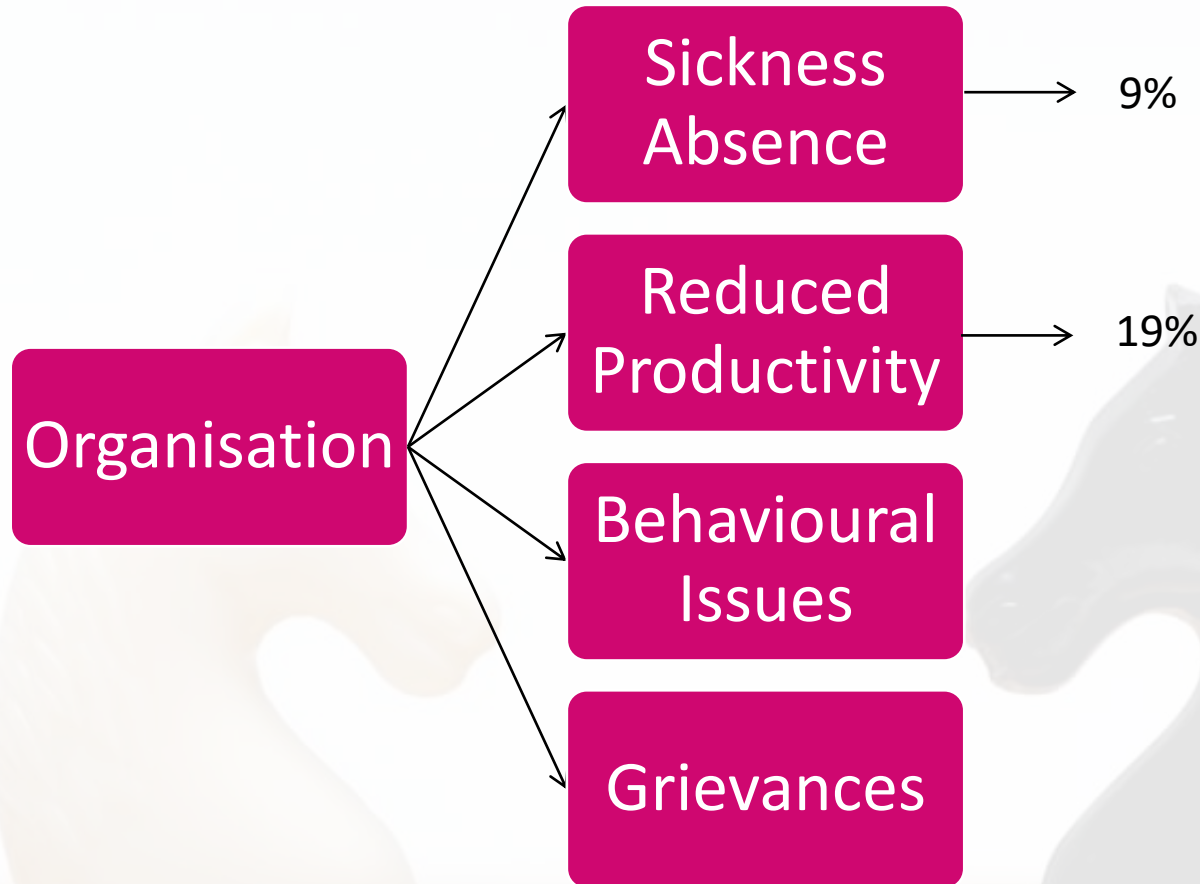 Sickness
Absence
9%
Reduced
Productivity
19%
Organisation
Behavioural
Issues
Grievances